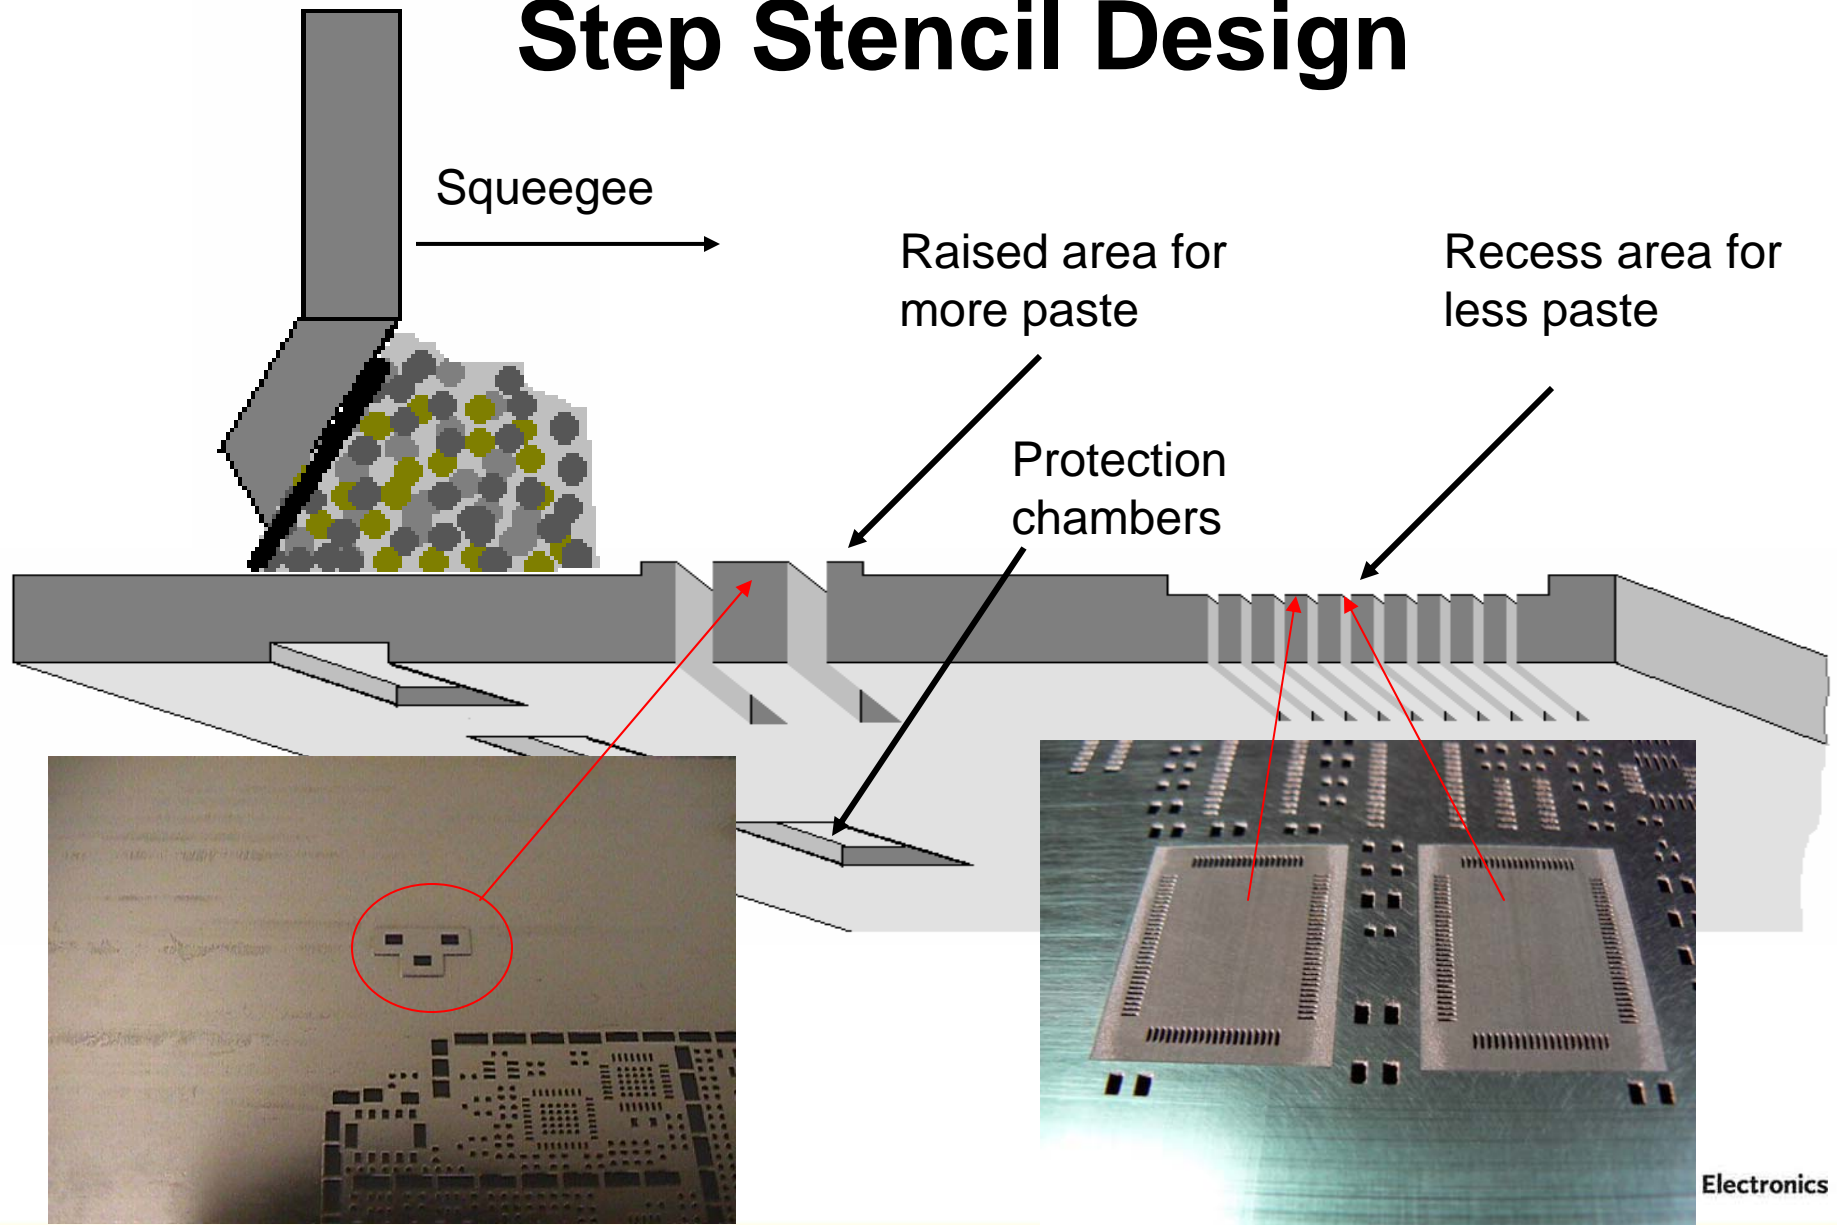 Step Stencil Design
Squeegee
Raised area for
more paste
Recess area for
less paste
Protection
chambers
Electronics